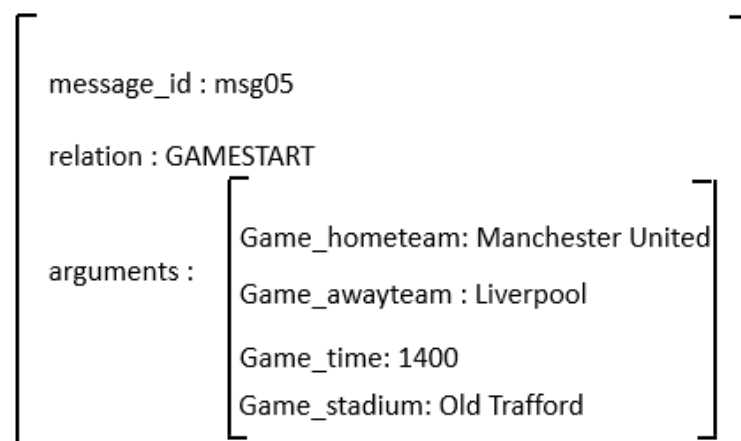 message_id : msg05
relation : GAMESTART
Game_hometeam: Manchester United
arguments :
Game_awayteam : Liverpool
Game_time: 1400
Game_stadium: Old Trafford